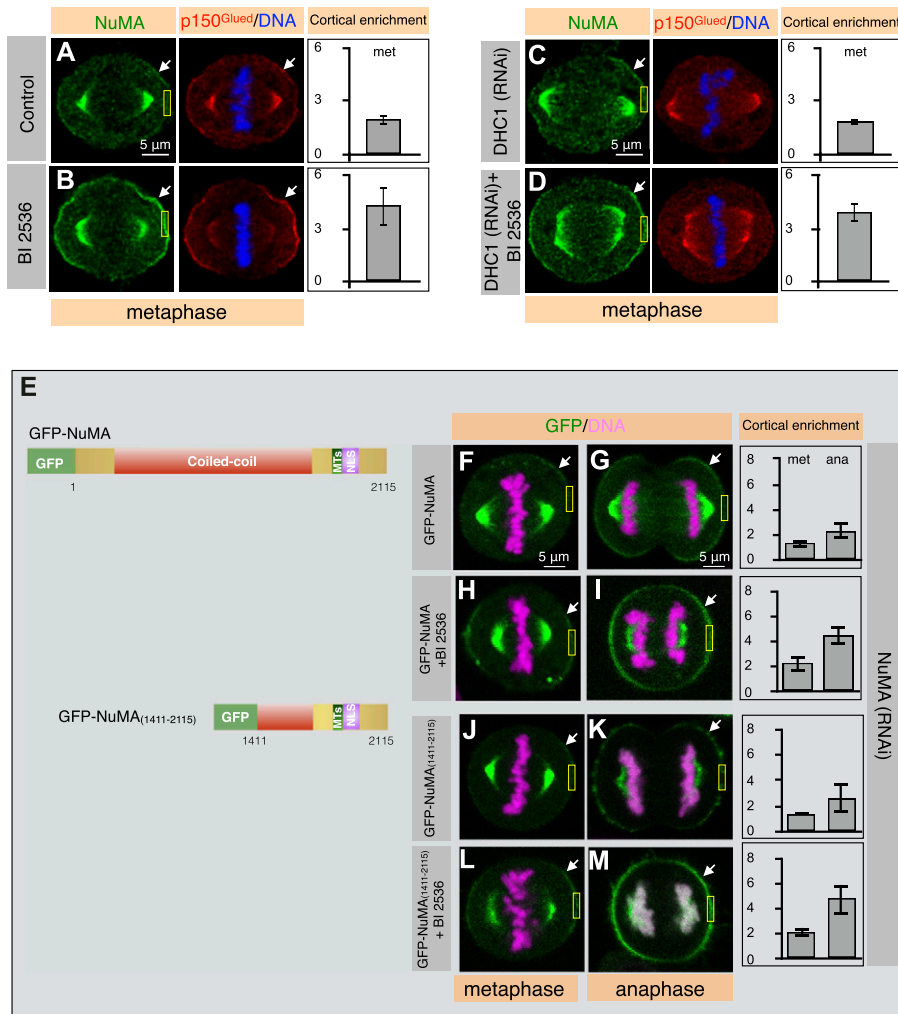 NuMA p150Glued/DNA Cortical enrichment
NuMA p150Glued/DNA Cortical enrichment
Control
A
5 µm
6
met
3
0
DHC1 (RNAi)
C
5 µm
6
met
3
0
BI 2536
B
6
3
0
DHC1 (RNAi)+
BI 2536
D
6
3
0
metaphase
metaphase
E
GFP-NuMA
GFP
Coiled-coil
MTs
NLS
1
2115
GFP-NuMA(1411-2115)
GFP
MTs
NLS
1411
2115
GFP/DNA
Cortical enrichment
GFP-NuMA
F
5 µm
G
5 µm
met ana
8
6
4
2
0
GFP-NuMA
+BI 2536
H
I
8
6
4
2
0
GFP-NuMA(1411-2115)
J
K
8
6
4
2
0
GFP-NuMA(1411-2115)
+ BI 2536
L
M
8
6
4
2
0
NuMA (RNAi)
metaphase
anaphase